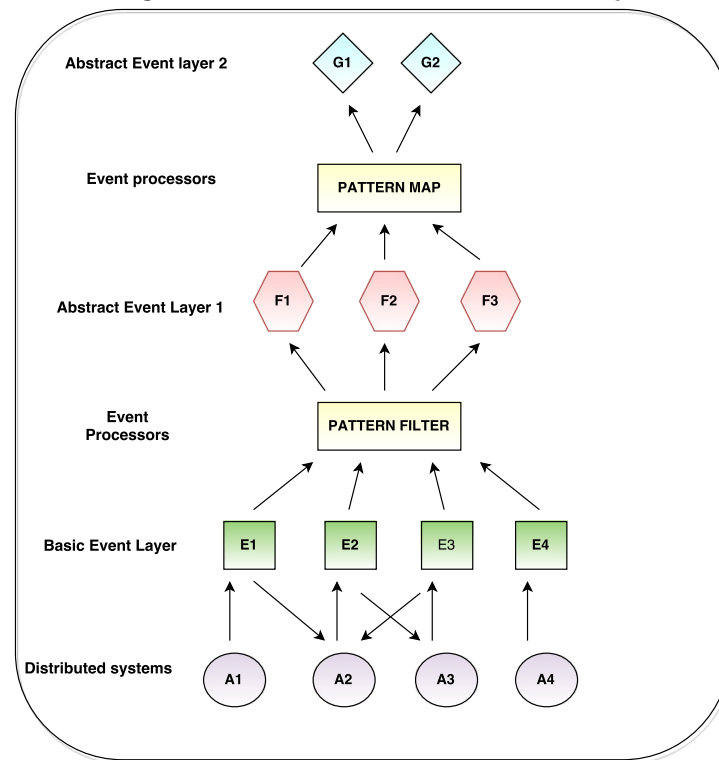 Abstract Event layer 2
G1
G2
Event processors
PATTERN MAP
Abstract Event Layer 1
F1
F2
F3
Event
Processors
PATTERN FILTER
Basic Event Layer
E1
E2
E3
E4
Distributed systems
A1
A2
A3
A4